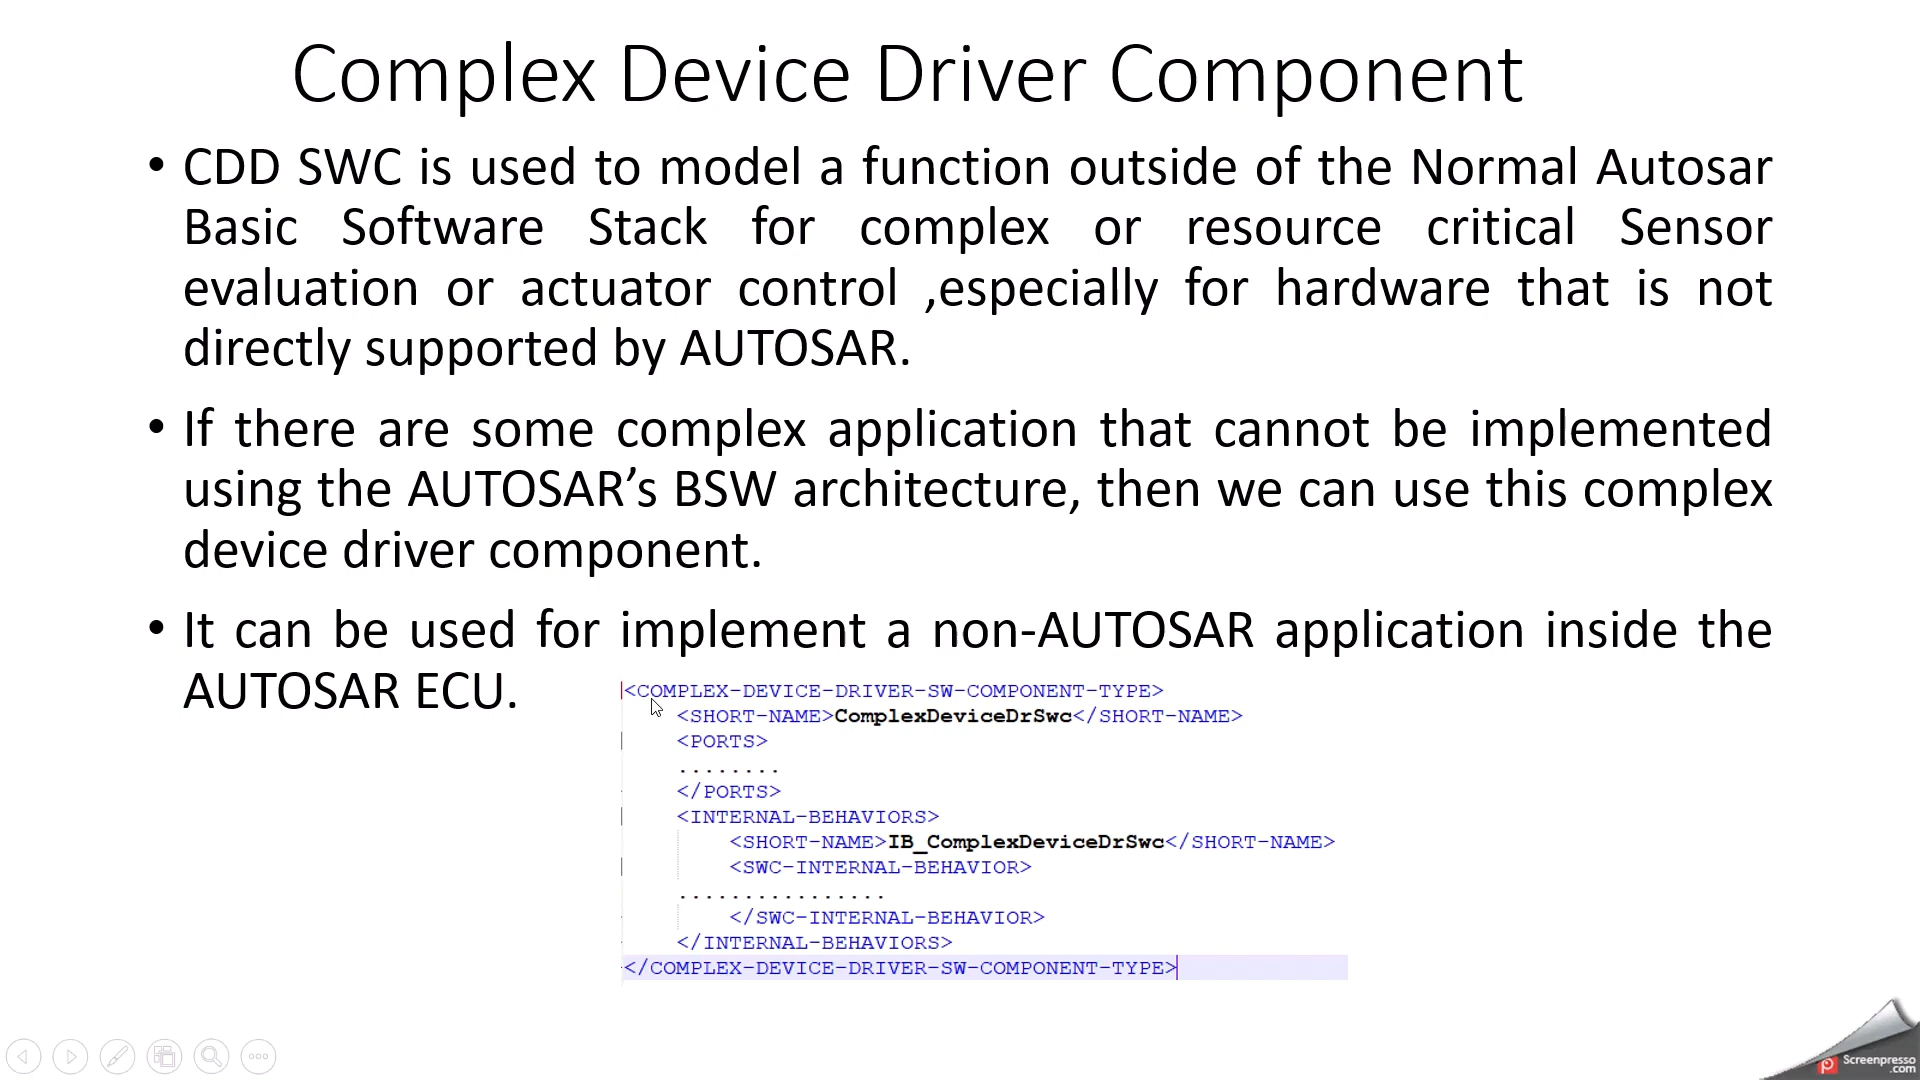 Complex Device Driver Component
• CDD SWC is used to model a function outside of the Normal Autosar
Basic Software Stack for complex or resource critical Sensor
evaluation or actuator control ,especially for hardware that is not
directly supported by AUTOSAR.
• If there are some complex application that cannot be implemented
using the AUTOSAR’s BSW architecture, then we can use this complex
device driver component.
• It can be used for implement a non-AUTOSAR application inside the
AUTOSAR ECU.
<COMPLEX-DEVICE-DRIVER-SW-COMPONENT-TYPE>
<SHORT-NAME>ComplexDeviceDrSwc</SHORT-NAME>
<PORTS>
........
</PORTS>
<INTERNAL-BEHAVIORS>
<SHORT-NAME>IB_ComplexDeviceDrSwc</SHORT-NAME>
<SWC-INTERNAL-BEHAVIOR>
................
</SWC-INTERNAL-BEHAVIOR>
</INTERNAL-BEHAVIORS>
</COMPLEX-DEVICE-DRIVER-SW-COMPONENT-TYPE>
Screenpresso
.com